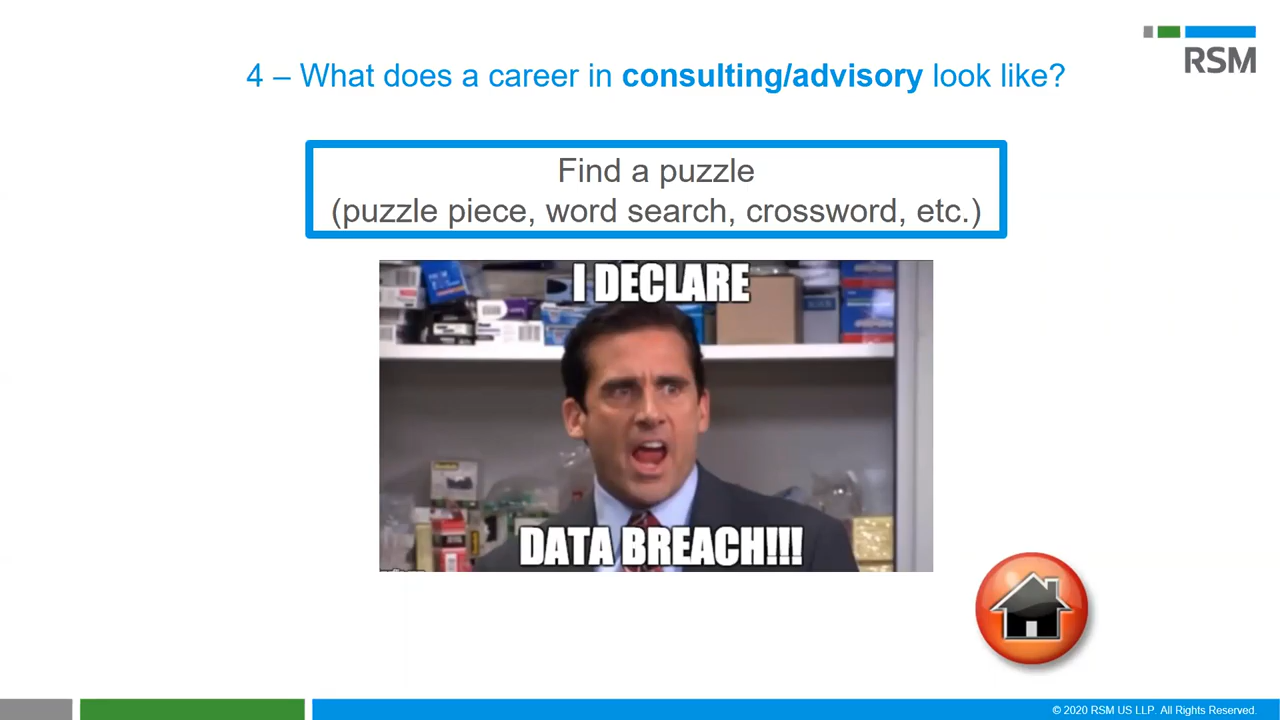 RSM
4 – What does a career in consulting/advisory look like?
Find a puzzle
(puzzle piece, word search, crossword, etc.)
I DECLARE
DATA BREACH!!!
© 2020 RSM US LLP. All Rights Reserved.